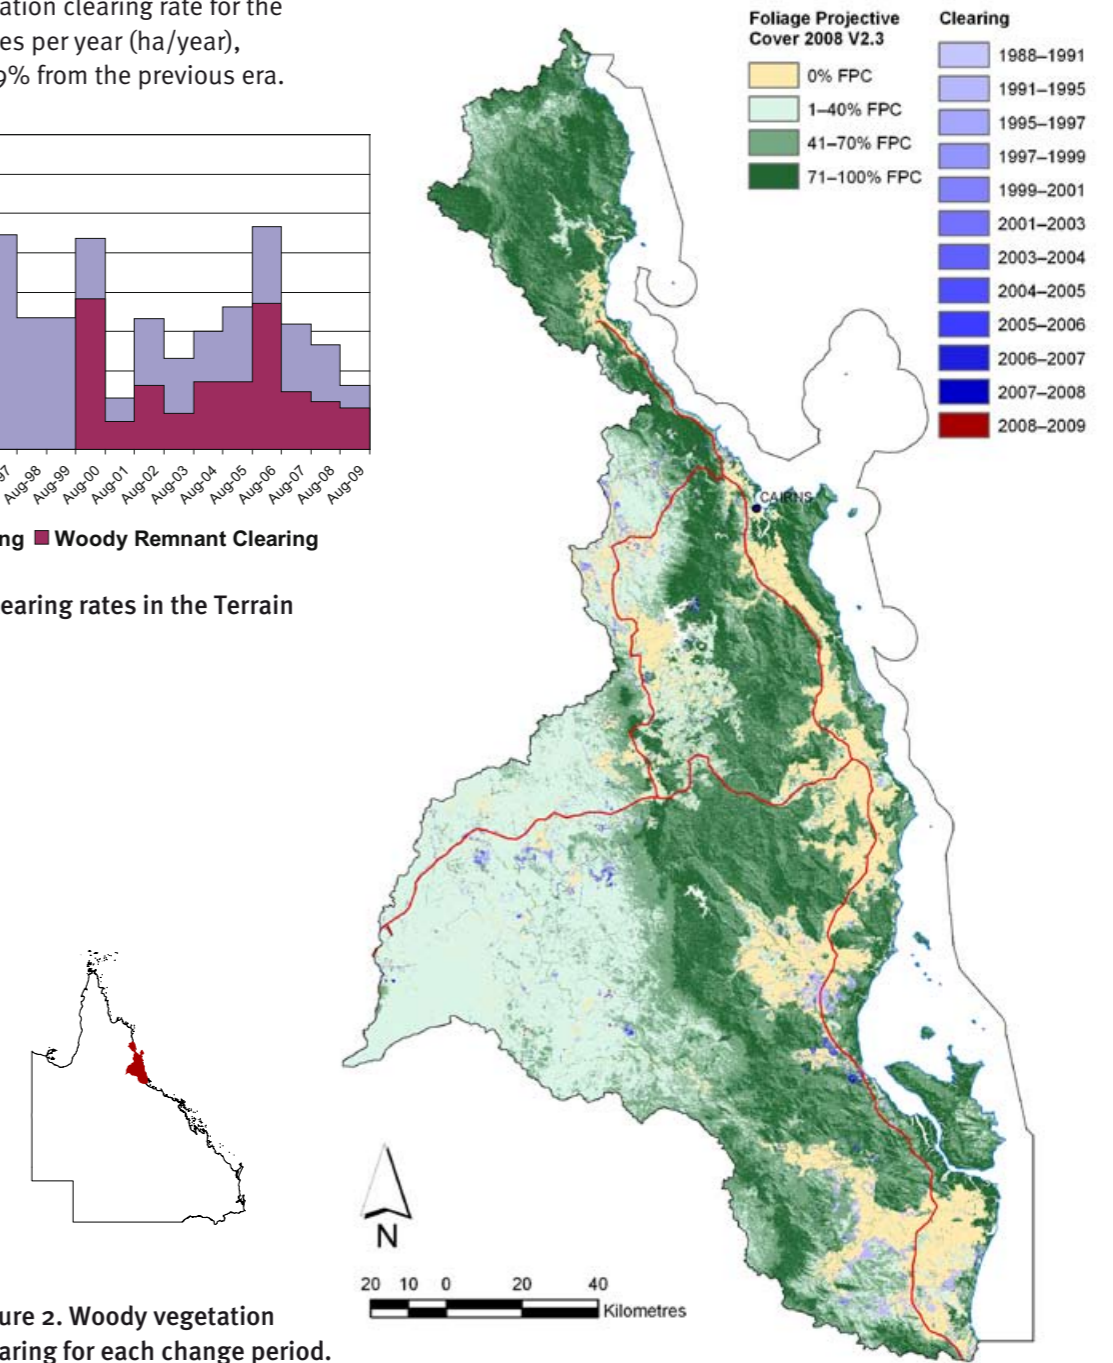 ation clearing rate for the
es per year (ha/year),
9% from the previous era.
97
Aug-98
Aug-99
Aug-00
Aug-01
Aug-02
Aug-03
Aug-04
Aug-05
Aug-06
Aug-07
Aug-08
Aug-09
ng Woody Remnant Clearing
learing rates in the Terrain
Foliage Projective
Cover 2008 V2.3
0% FPC
1–40% FPC
41–70% FPC
71–100% FPC
Clearing
1988–1991
1991–1995
1995–1997
1997–1999
1999–2001
2001–2003
2003–2004
2004–2005
2005–2006
2006–2007
2007–2008
2008–2009
CAIRNS
N
20 10 0 20 40
Kilometres
ure 2. Woody vegetation
aring for each change period.